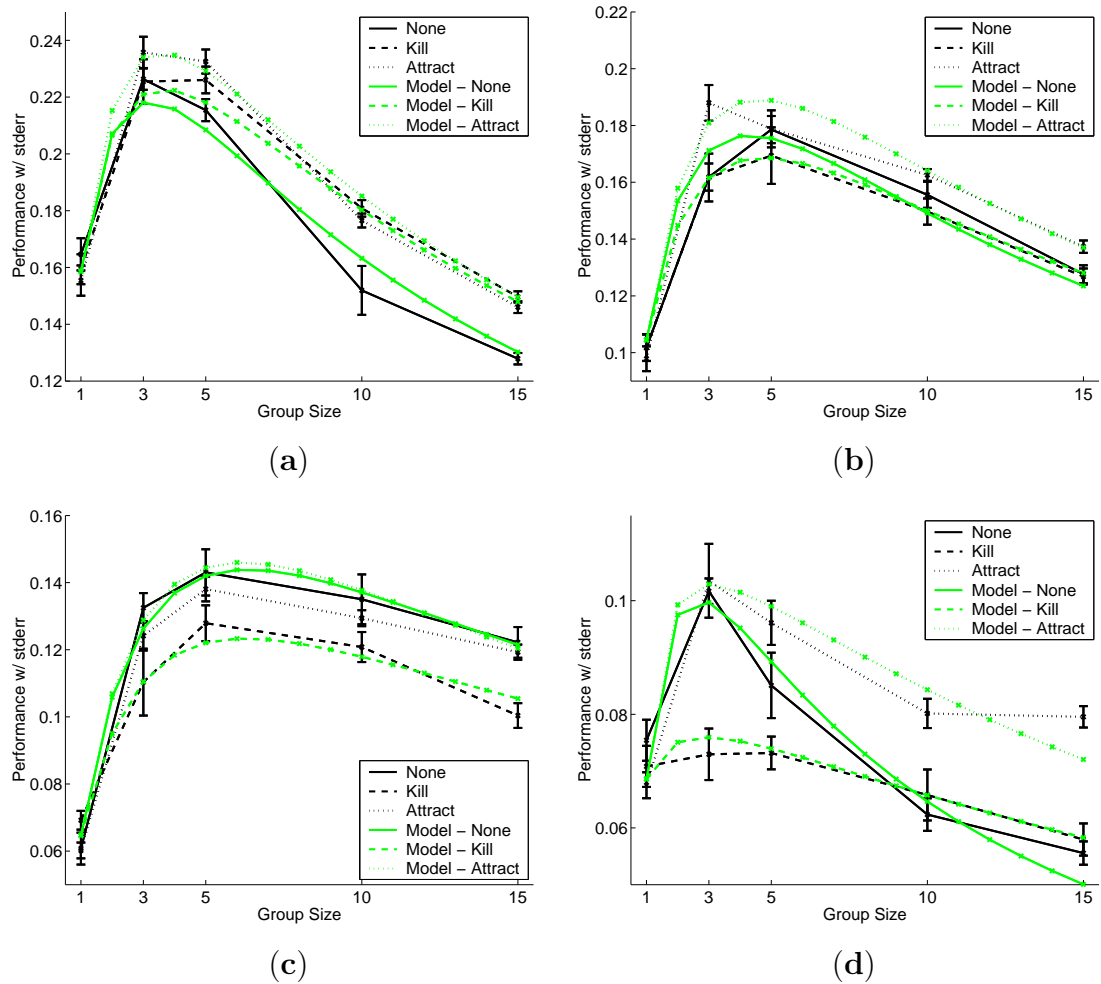 Performance w/ stderr
0.24
0.22
0.2
0.18
0.16
0.14
0.12
1 3 5 10 15
Group Size
None
Kill
Attract
Model – None
Model – Kill
Model – Attract
(a)
Performance w/ stderr
0.22
0.2
0.18
0.16
0.14
0.12
0.1
1 3 5 10 15
Group Size
None
Kill
Attract
Model – None
Model – Kill
Model – Attract
(b)
Performance w/ stderr
0.16
0.14
0.12
0.1
0.08
0.06
1 3 5 10 15
Group Size
None
Kill
Attract
Model – None
Model – Kill
Model – Attract
(c)
Performance w/ stderr
0.1
0.08
0.06
1 3 5 10 15
Group Size
None
Kill
Attract
Model – None
Model – Kill
Model – Attract
(d)